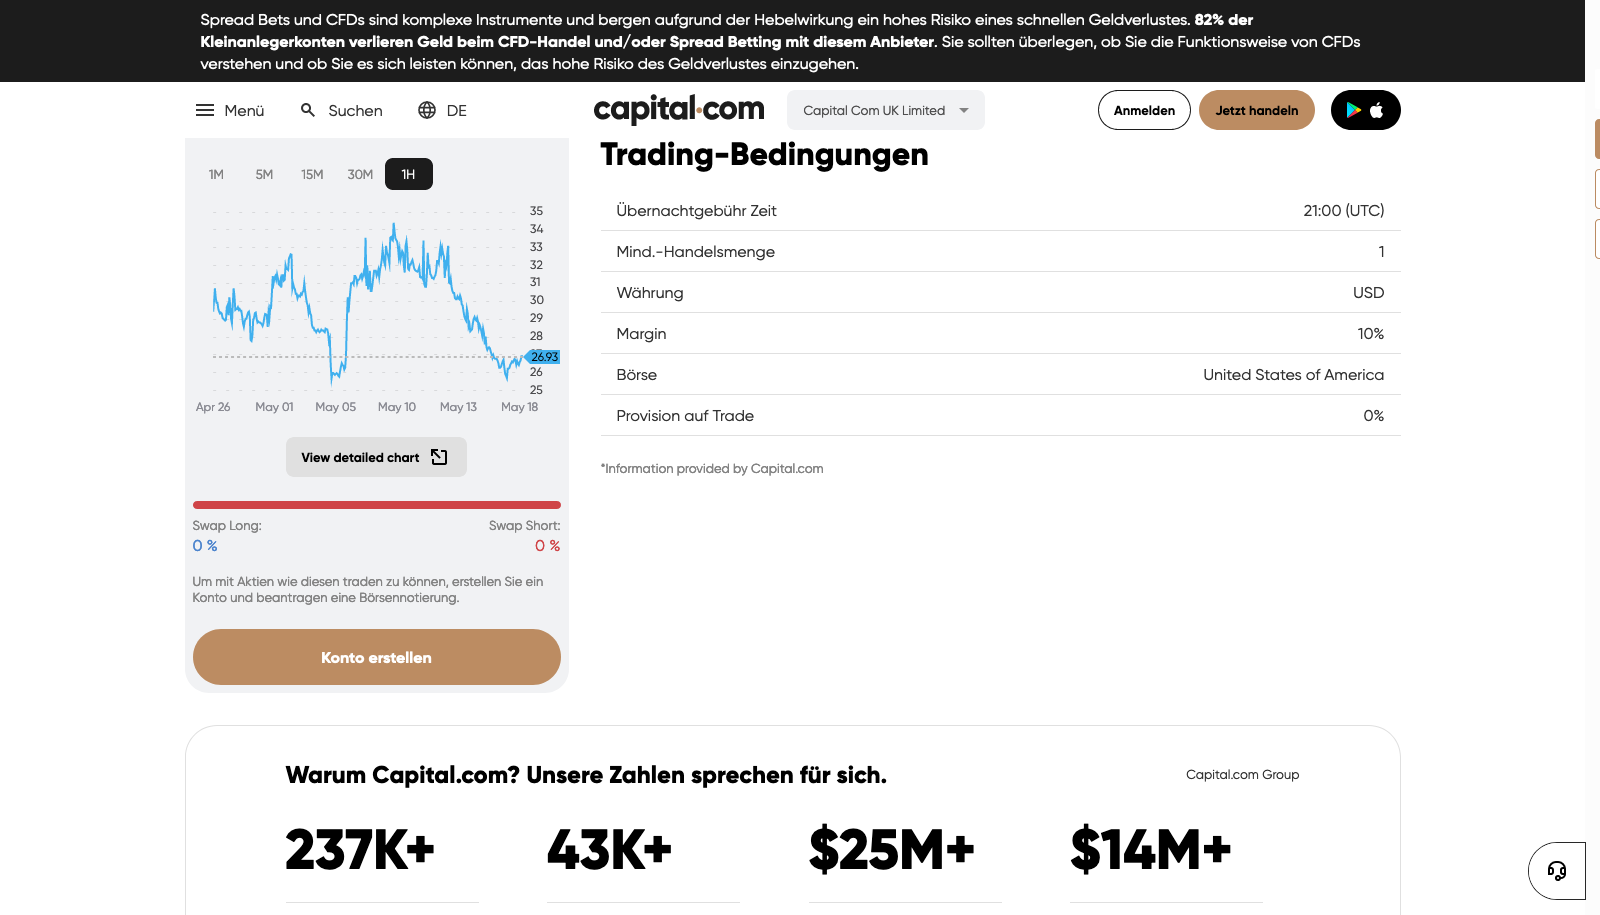 Spread Bets und CFDs sind komplexe Instrumente und bergen aufgrund der Hebelwirkung ein hohes Risiko eines schnellen Geldverlustes. 82% der
Kleinanlegerkonten verlieren Geld beim CFD-Handel und/oder Spread Betting mit diesem Anbieter. Sie sollten überlegen, ob Sie die Funktionsweise von CFDs
verstehen und ob Sie es sich leisten können, das hohe Risiko des Geldverlustes einzugehen.
Menü Suchen DE capital.com Capital Com UK Limited Anmelden Jetzt handeln
1M 5M 15M 30M 1H
35
34
33
32
31
30
29
28
26.93
26
25
Apr 26 May 01 May 05 May 10 May 13 May 18
View detailed chart
Swap Long: Swap Short:
0 % 0 %
Um mit Aktien wie diesen traden zu können, erstellen Sie ein
Konto und beantragen eine Börsennotierung.
Konto erstellen
Trading-Bedingungen
Übernachtgebühr Zeit 21:00 (UTC)
Mind.-Handelsmenge 1
Währung USD
Margin 10%
Börse United States of America
Provision auf Trade 0%
*Information provided by Capital.com
Warum Capital.com? Unsere Zahlen sprechen für sich. Capital.com Group
237K+ 43K+ $25M+ $14M+